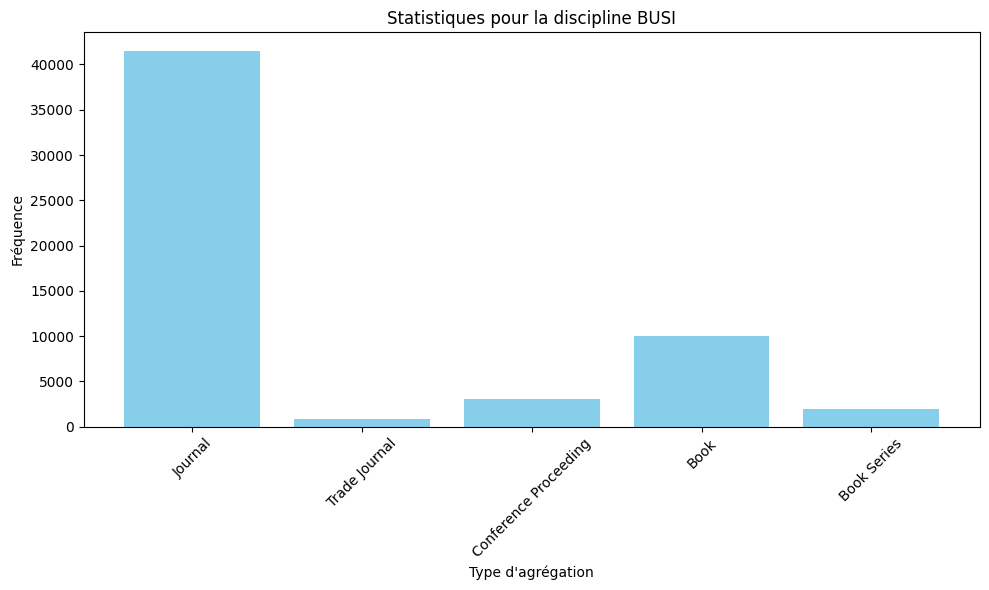 Statistiques pour la discipline BUSI
Fréquence
40000
35000
30000
25000
20000
15000
10000
5000
0
Journal
Trade Journal
Conference Proceeding
Book
Book Series
Type d'agrégation